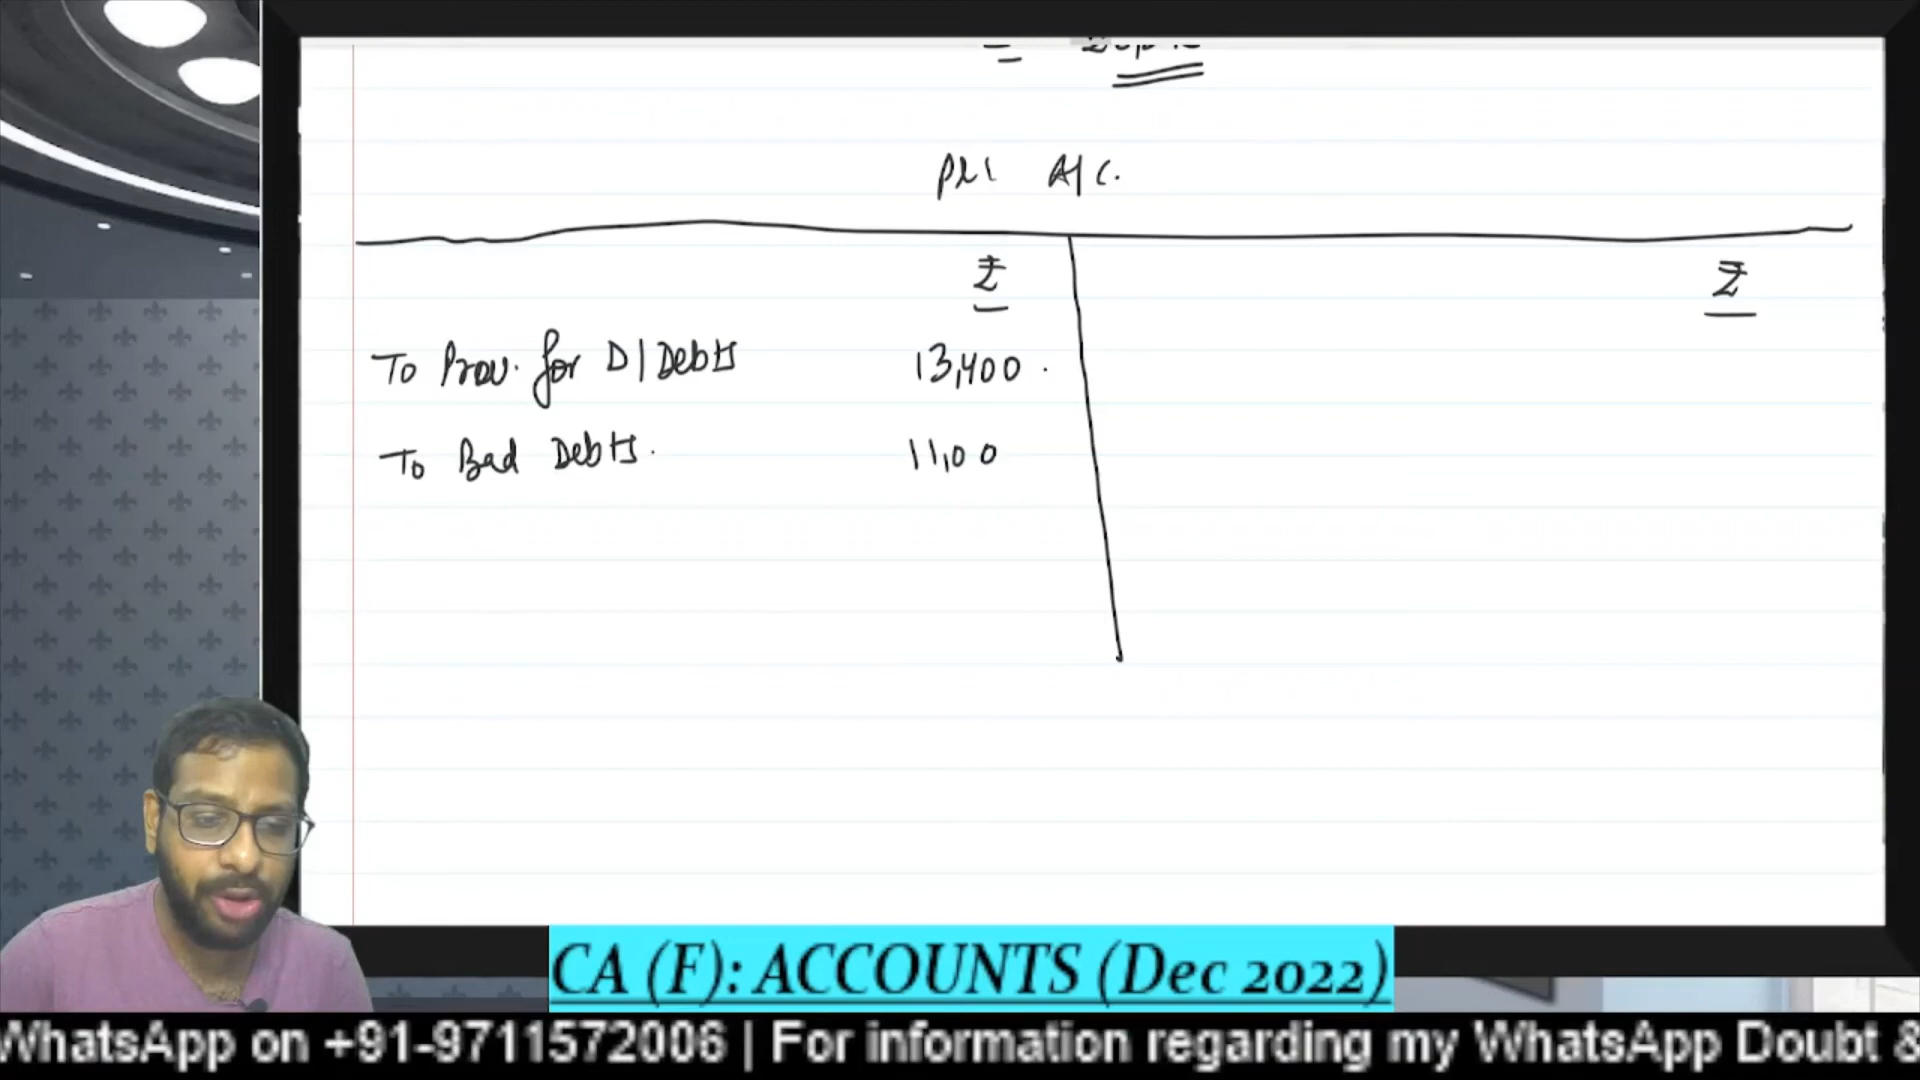 P&L A/C.
₹ ₹
To Prov. for D/Debts 13,400.
To Bad Debts. 11,00
CA (F): ACCOUNTS (Dec 2022)
WhatsApp on +91-9711572006 | For information regarding my WhatsApp Doubt &